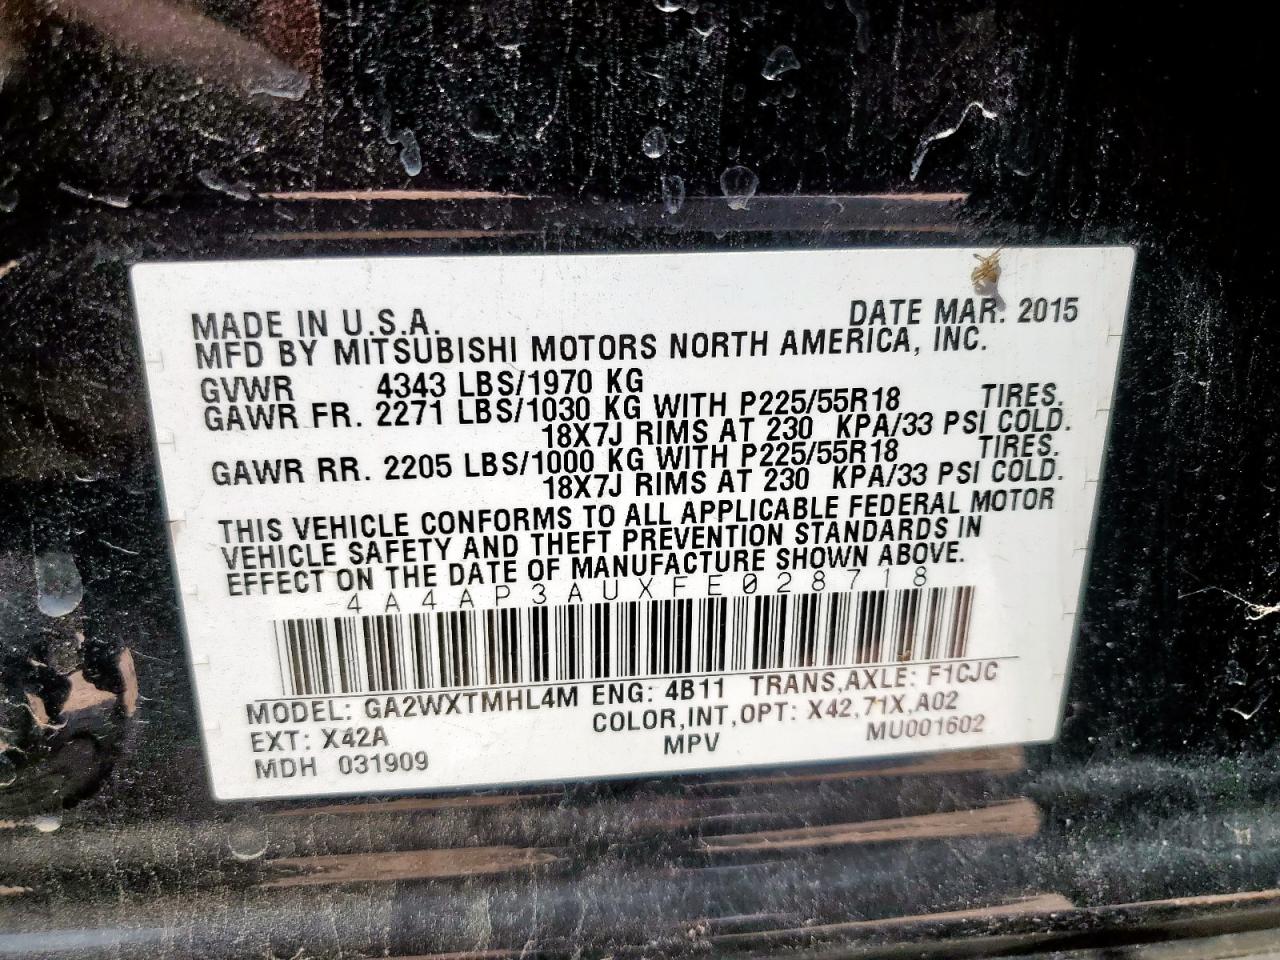 MADE IN U.S.A. DATE MAR. 2015
MFD BY MITSUBISHI MOTORS NORTH AMERICA, INC.
GVWR 4343 LBS/1970 KG
GAWR FR. 2271 LBS/1030 KG WITH P225/55R18 TIRES.
18X7J RIMS AT 230 KPA/33 PSI COLD.
GAWR RR. 2205 LBS/1000 KG WITH P225/55R18 TIRES.
18X7J RIMS AT 230 KPA/33 PSI COLD.
THIS VEHICLE CONFORMS TO ALL APPLICABLE FEDERAL MOTOR
VEHICLE SAFETY AND THEFT PREVENTION STANDARDS IN
EFFECT ON THE DATE OF MANUFACTURE SHOWN ABOVE.
4A4AP3AUXFE028718
MODEL: GA2WXTMHL4M ENG: 4B11 TRANS,AXLE: F1CJC
EXT: X42A COLOR,INT,OPT: X42,71X,A02
MDH 031909 MPV MU001602